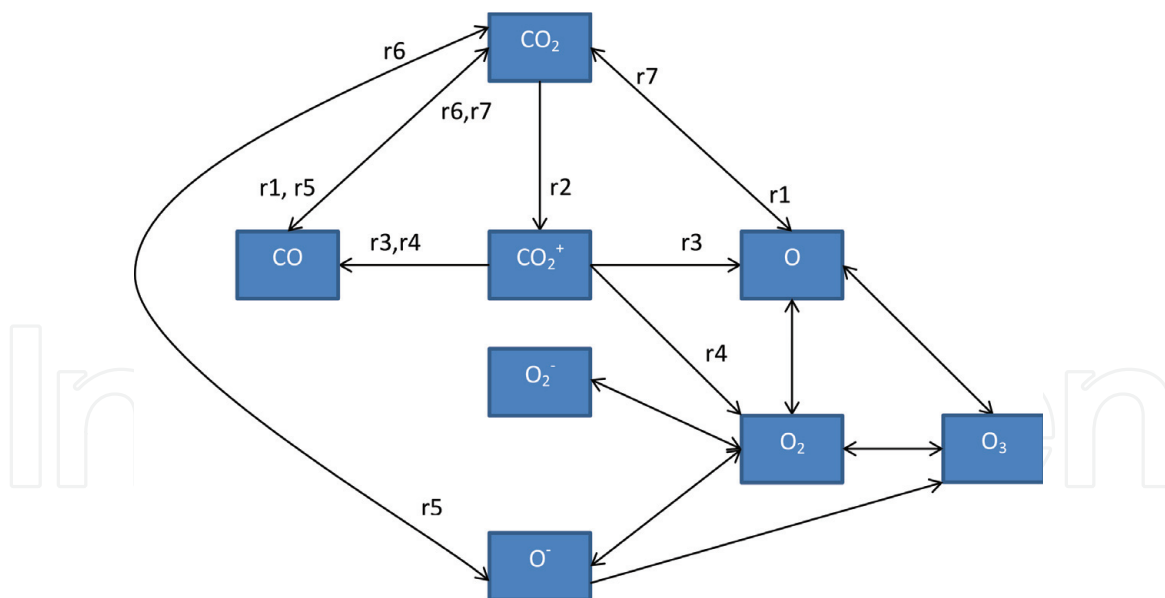 CO₂
r6
r7
r6,r7
r1, r5
r2
r1
CO
r3,r4
CO₂⁺
r3
O
r4
O₂⁻
O₂
O₃
r5
O⁻